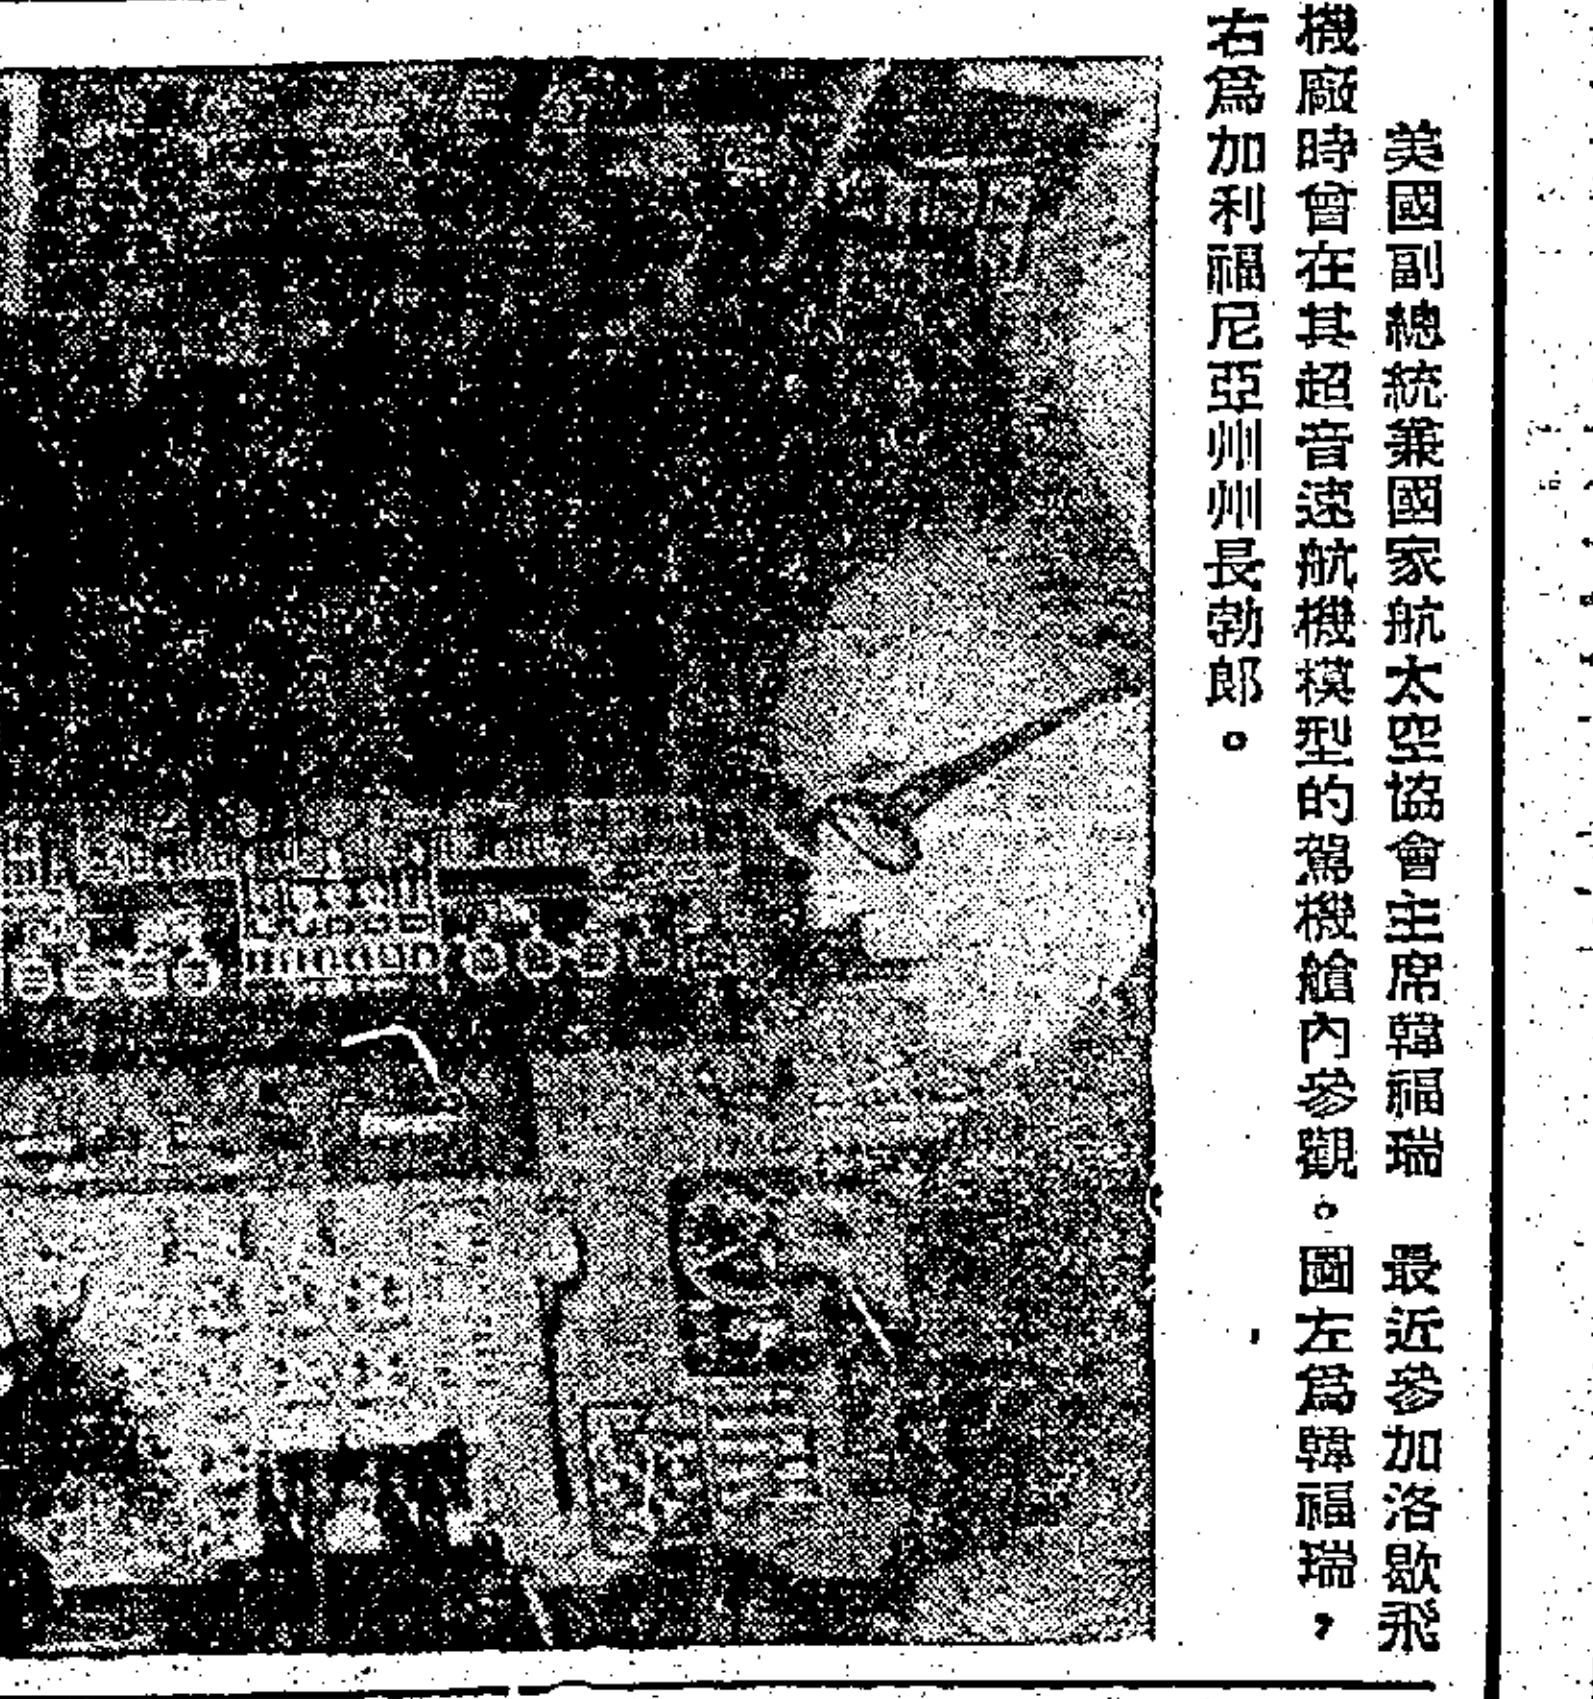 美國副總統兼國家航太空協會主席韓福瑞　最近參加洛歇飛
機廠時曾在其超音速航機模型的駕機艙內參觀。圖左爲韓福瑞，
右爲加利福尼亞州州長勃郎。